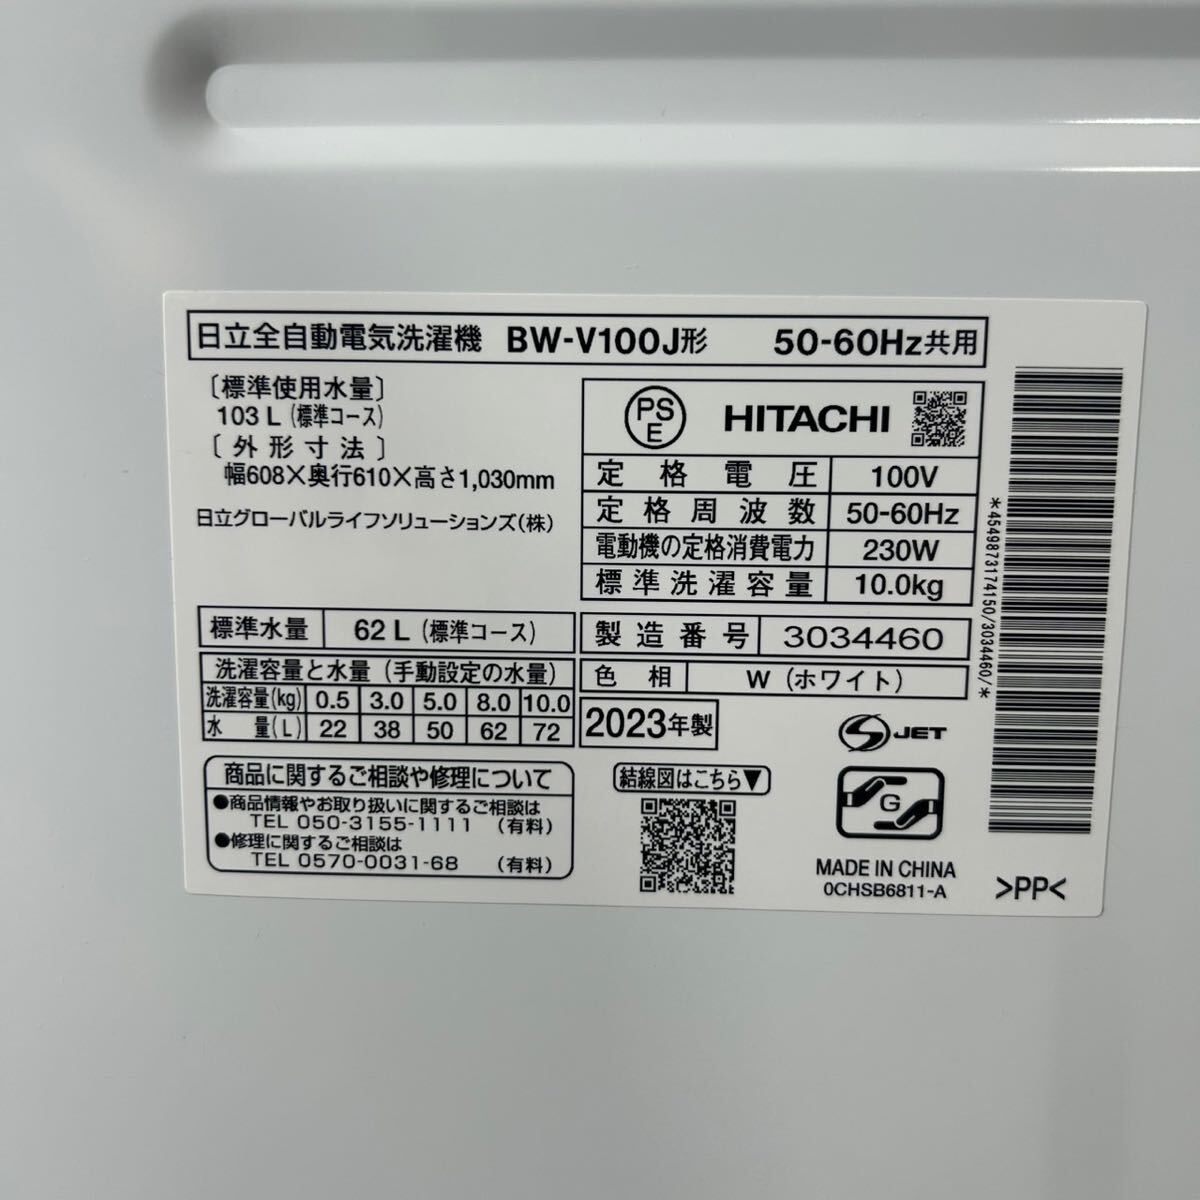 日立全自動電気洗濯機 BW-V100J形 50-60Hz共用
〔標準使用水量〕
103 L (標準コース)
〔外形寸法〕
幅608×奥行610×高さ1,030mm
日立グローバルライフソリューションズ(株)
PS
E
HITACHI
定格電圧 100V
定格周波数 50-60Hz
電動機の定格消費電力 230W
標準洗濯容量 10.0kg
標準水量 62 L (標準コース)
洗濯容量と水量 (手動設定の水量)
洗濯容量(kg) 0.5 3.0 5.0 8.0 10.0
水量(L) 22 38 50 62 72
製造番号 3034460
色相 W (ホワイト)
2023年製
S JET
商品に関するご相談や修理について
●商品情報やお取り扱いに関するご相談は
TEL 050-3155-1111 (有料)
●修理に関するご相談は
TEL 0570-0031-68 (有料)
結線図はこちら▼
G
MADE IN CHINA
0CHSB6811-A
>PP<
*4549873174150/3034460/*